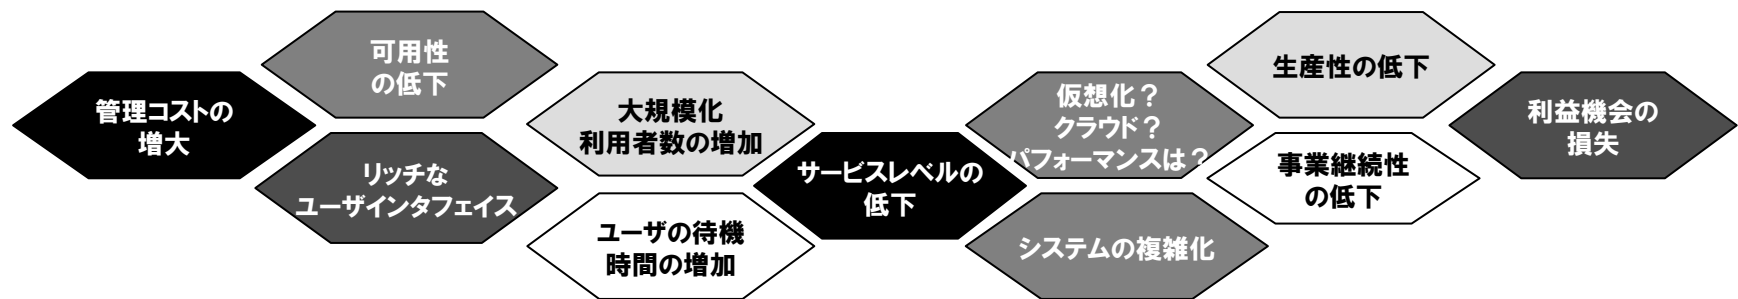 管理コストの
増大
可用性
の低下
リッチな
ユーザインタフェイス
大規模化
利用者数の増加
ユーザの待機
時間の増加
サービスレベルの
低下
仮想化？
クラウド？
パフォーマンスは？
システムの複雑化
生産性の低下
事業継続性
の低下
利益機会の
損失